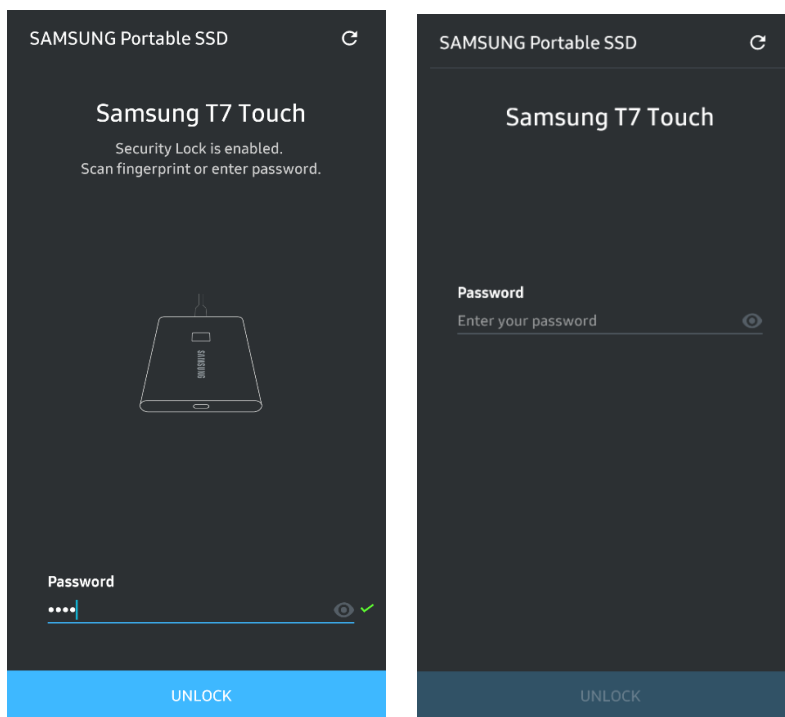 SAMSUNG Portable SSD
Samsung T7 Touch
Security Lock is enabled.
Scan fingerprint or enter password.
SAMSUNG
Password
••••
UNLOCK
SAMSUNG Portable SSD
Samsung T7 Touch
Password
Enter your password
UNLOCK